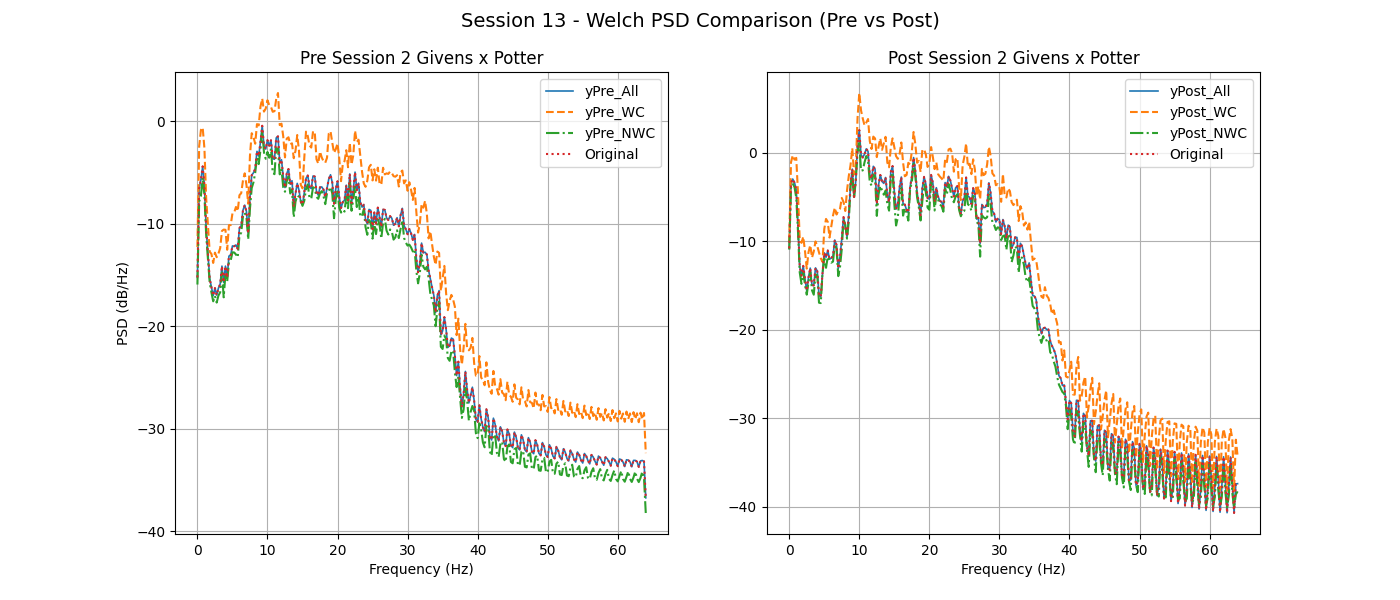 Session 13 - Welch PSD Comparison (Pre vs Post)
Pre Session 2 Givens x Potter
yPre_All
yPre_WC
yPre_NWC
Original
0
−10
−20
−30
−40
PSD (dB/Hz)
0 10 20 30 40 50 60
Frequency (Hz)
Post Session 2 Givens x Potter
yPost_All
yPost_WC
yPost_NWC
Original
0
−10
−20
−30
−40
0 10 20 30 40 50 60
Frequency (Hz)